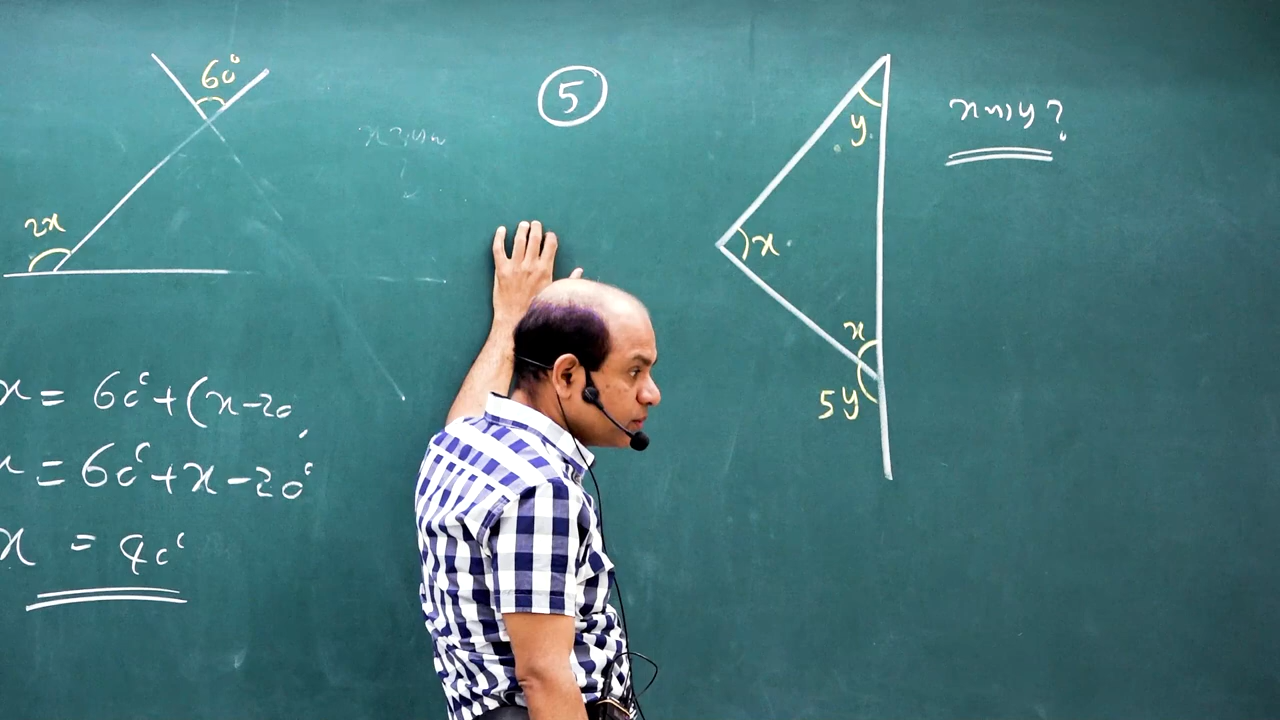 60°
2x
x = 60° + (x - 20
x = 60° + x - 20°
x = 40°
5
y
x
x
5y